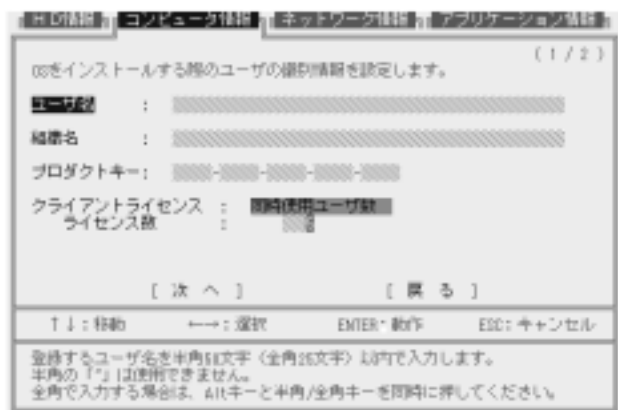 コンピュータ情報 ネットワーク情報 アプリケーション情報
(1/2)
OSをインストールする際のユーザの識別情報を設定します。
ユーザ名 :
組織名 :
プロダクトキー: - - - -
クライアントライセンス : 同時使用ユーザ数
ライセンス数 :
[ 次 へ ] [ 戻 る ]
↑↓:移動 ←→:選択 ENTER:動作 ESC:キャンセル
登録するユーザ名を半角50文字(全角25文字)以内で入力します。
半角の「"」は使用できません。
全角で入力する場合は、Altキーと半角/全角キーを同時に押してください。